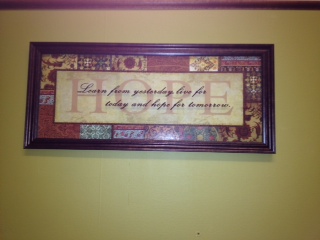 HOPE
Learn from yesterday, live for
today and hope for tomorrow.